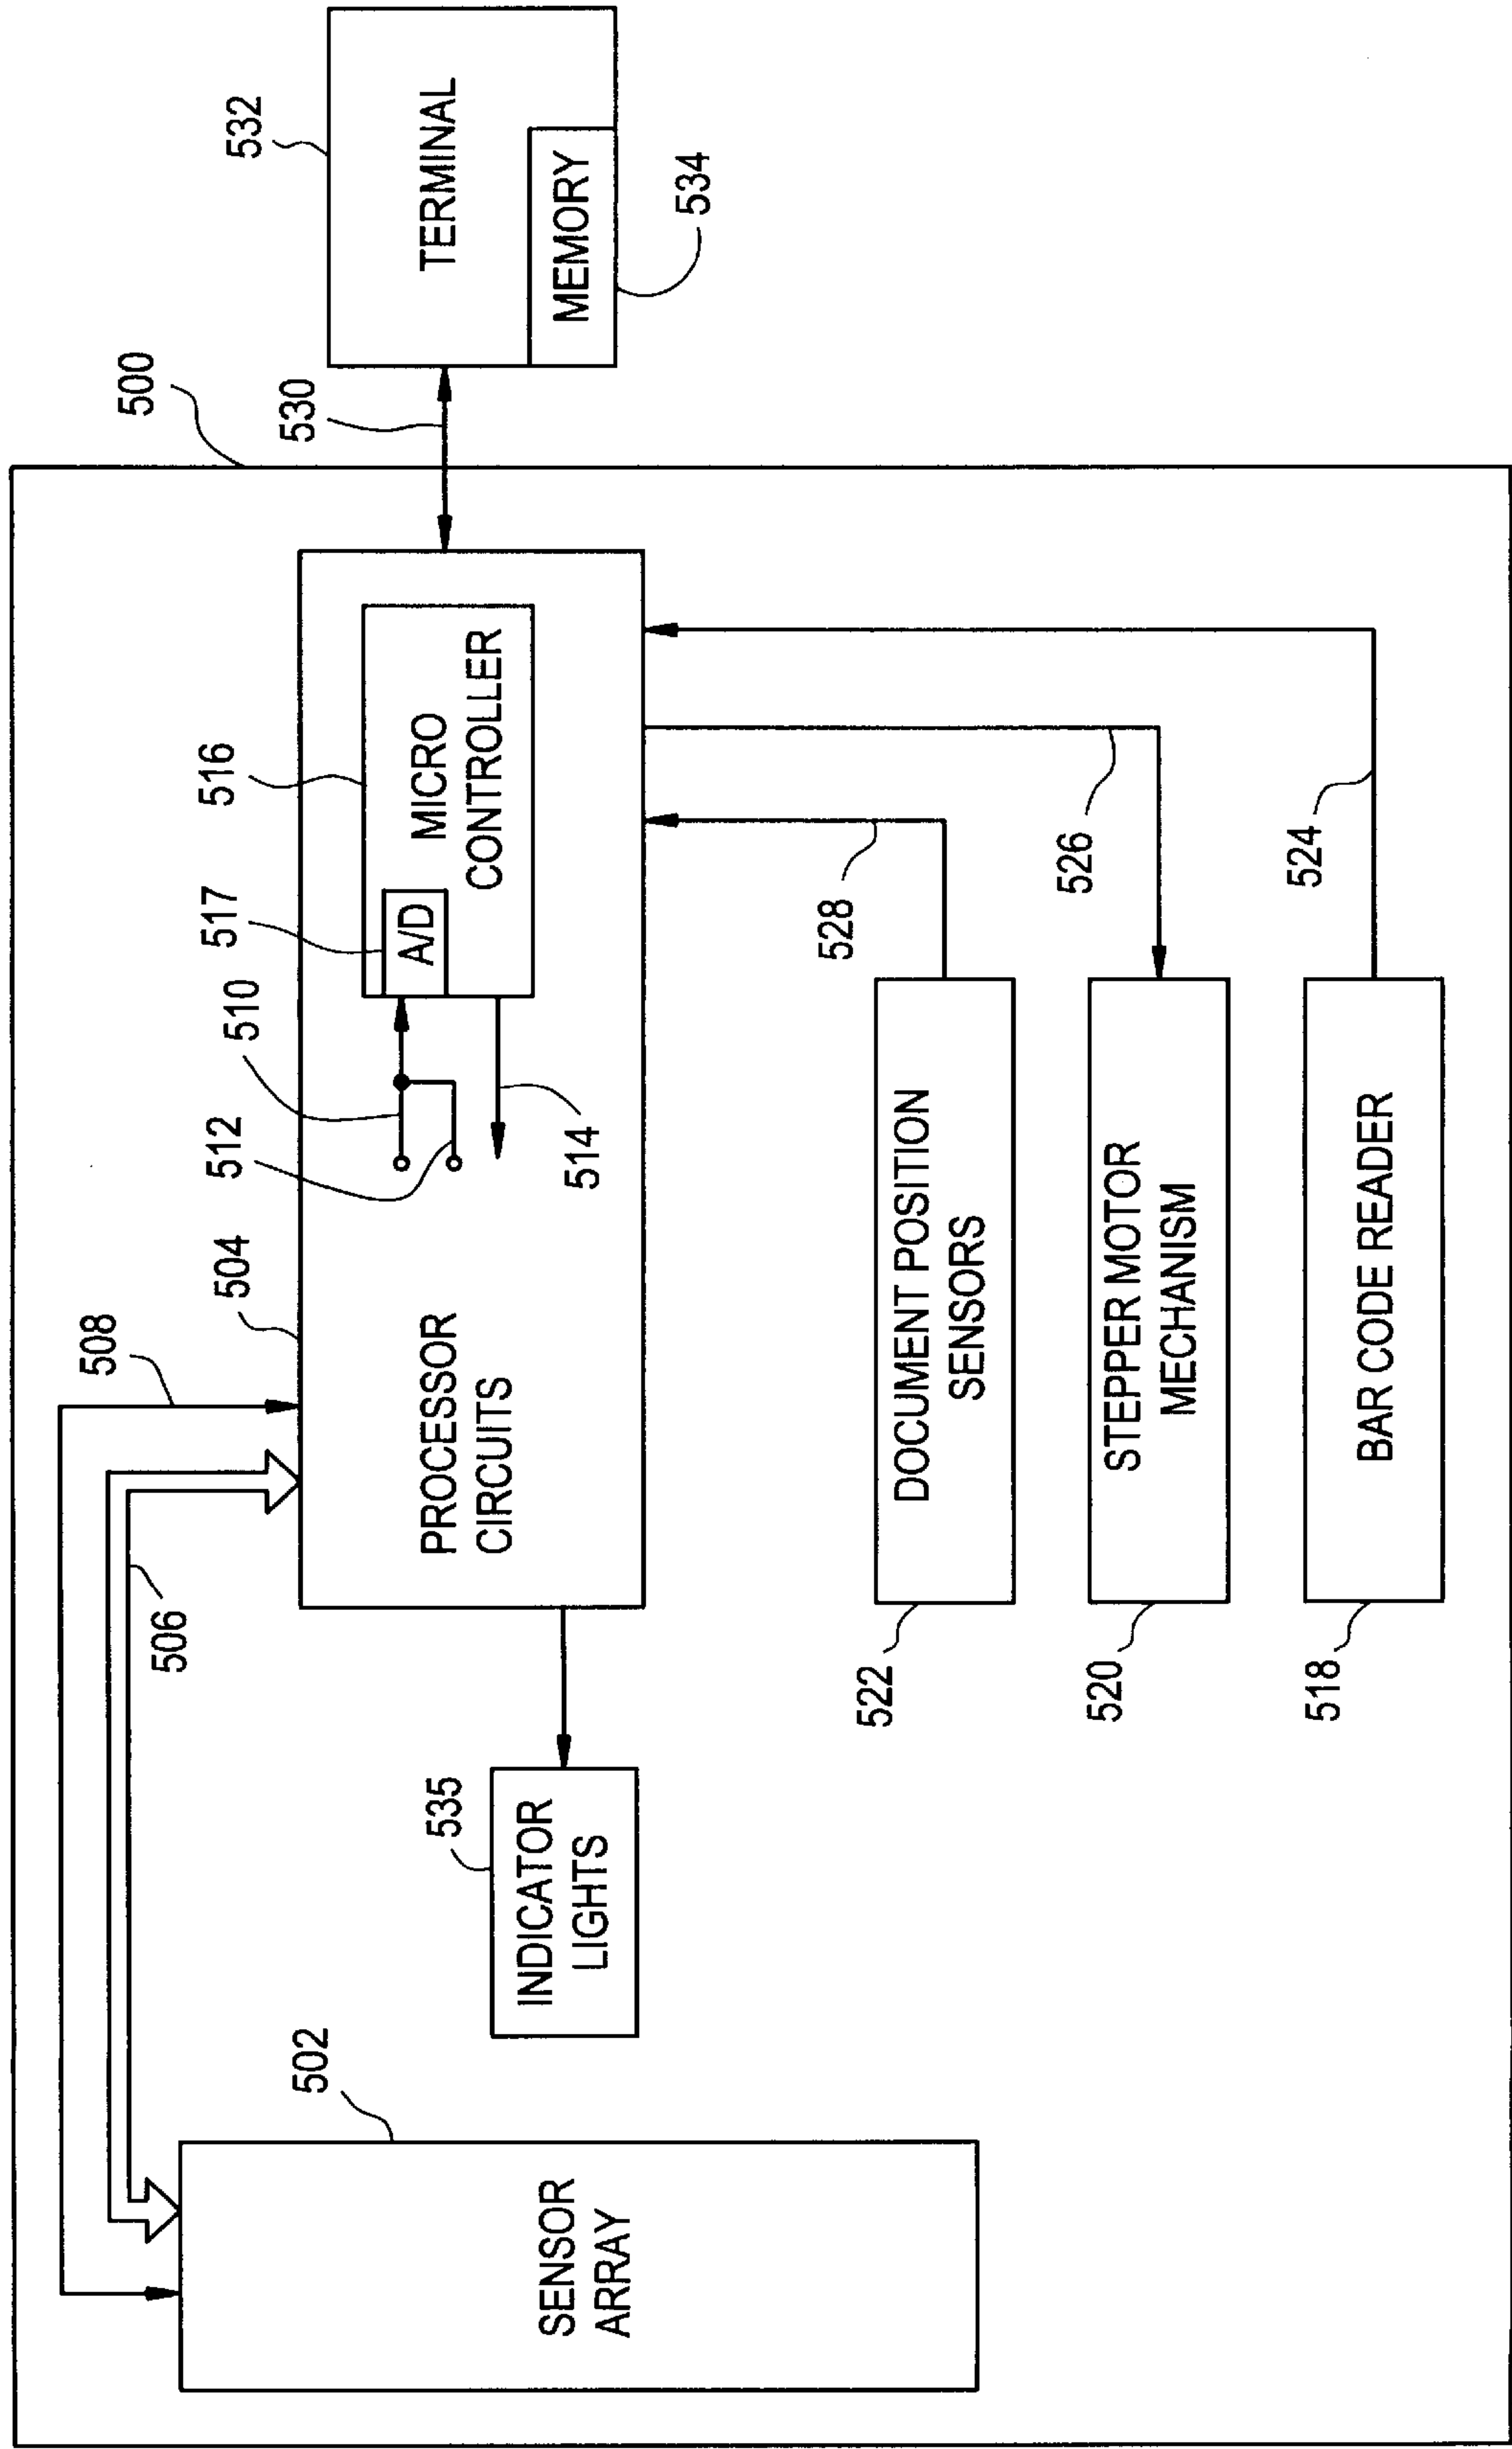 500
508
506
504
502
SENSOR
ARRAY
535
INDICATOR
LIGHTS
PROCESSOR
CIRCUITS
512
510
517
516
A/D
MICRO
CONTROLLER
514
530
532
TERMINAL
MEMORY
534
528
526
524
522
DOCUMENT POSITION
SENSORS
520
STEPPER MOTOR
MECHANISM
518
BAR CODE READER